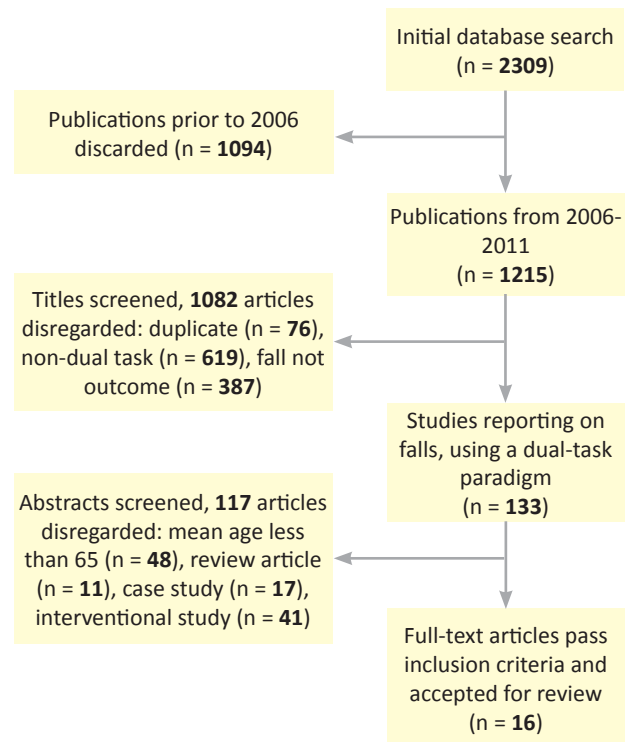 Initial database search
(n = 2309)
Publications prior to 2006
discarded (n = 1094)
Publications from 2006-
2011
(n = 1215)
Titles screened, 1082 articles
disregarded: duplicate (n = 76),
non-dual task (n = 619), fall not
outcome (n = 387)
Studies reporting on
falls, using a dual-task
paradigm
(n = 133)
Abstracts screened, 117 articles
disregarded: mean age less
than 65 (n = 48), review article
(n = 11), case study (n = 17),
interventional study (n = 41)
Full-text articles pass
inclusion criteria and
accepted for review
(n = 16)